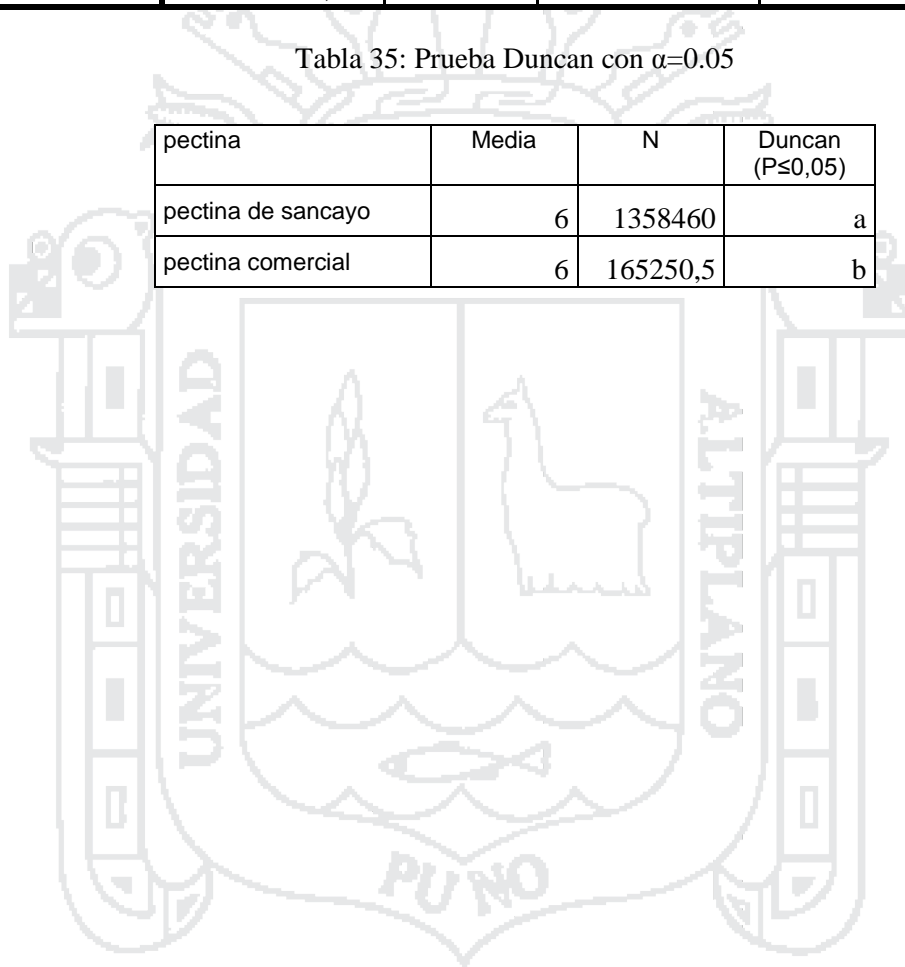 Tabla 35: Prueba Duncan con α=0.05
pectina Media N Duncan
(P≤0,05)
pectina de sancayo 6 1358460 a
pectina comercial 6 165250,5 b
UNIVERSIDAD
ALTIPLANO
PUNO